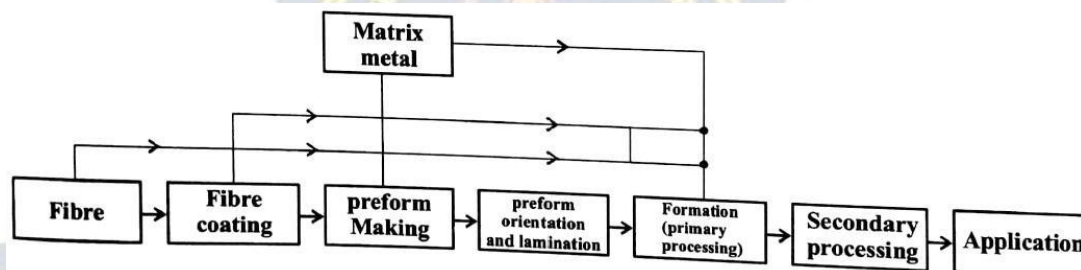 Matrix
metal
Fibre
Fibre
coating
preform
Making
preform
orientation
and lamination
Formation
(primary
processing)
Secondary
processing
Application